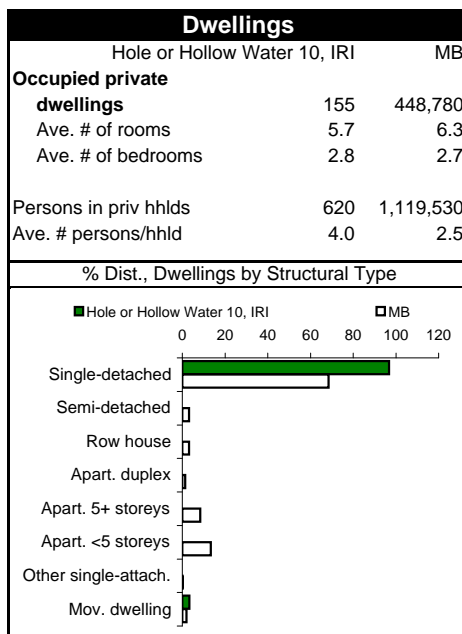 Dwellings
Hole or Hollow Water 10, IRI MB
Occupied private
dwellings 155 448,780
Ave. # of rooms 5.7 6.3
Ave. # of bedrooms 2.8 2.7
Persons in priv hhlds 620 1,119,530
Ave. # persons/hhld 4.0 2.5
% Dist., Dwellings by Structural Type
Hole or Hollow Water 10, IRI MB
0 20 40 60 80 100 120
Single-detached
Semi-detached
Row house
Apart. duplex
Apart. 5+ storeys
Apart. <5 storeys
Other single-attach.
Mov. dwelling